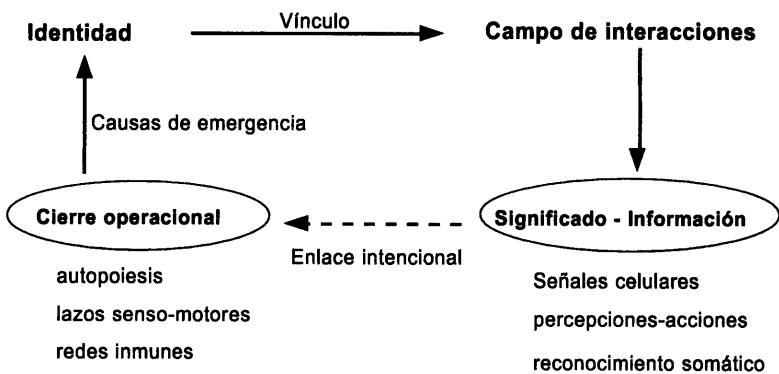 Identidad
Vínculo
Campo de interacciones
Causas de emergencia
Cierre operacional
Significado - Información
Enlace intencional
autopoiesis
lazos senso-motores
redes inmunes
Señales celulares
percepciones-acciones
reconocimiento somático